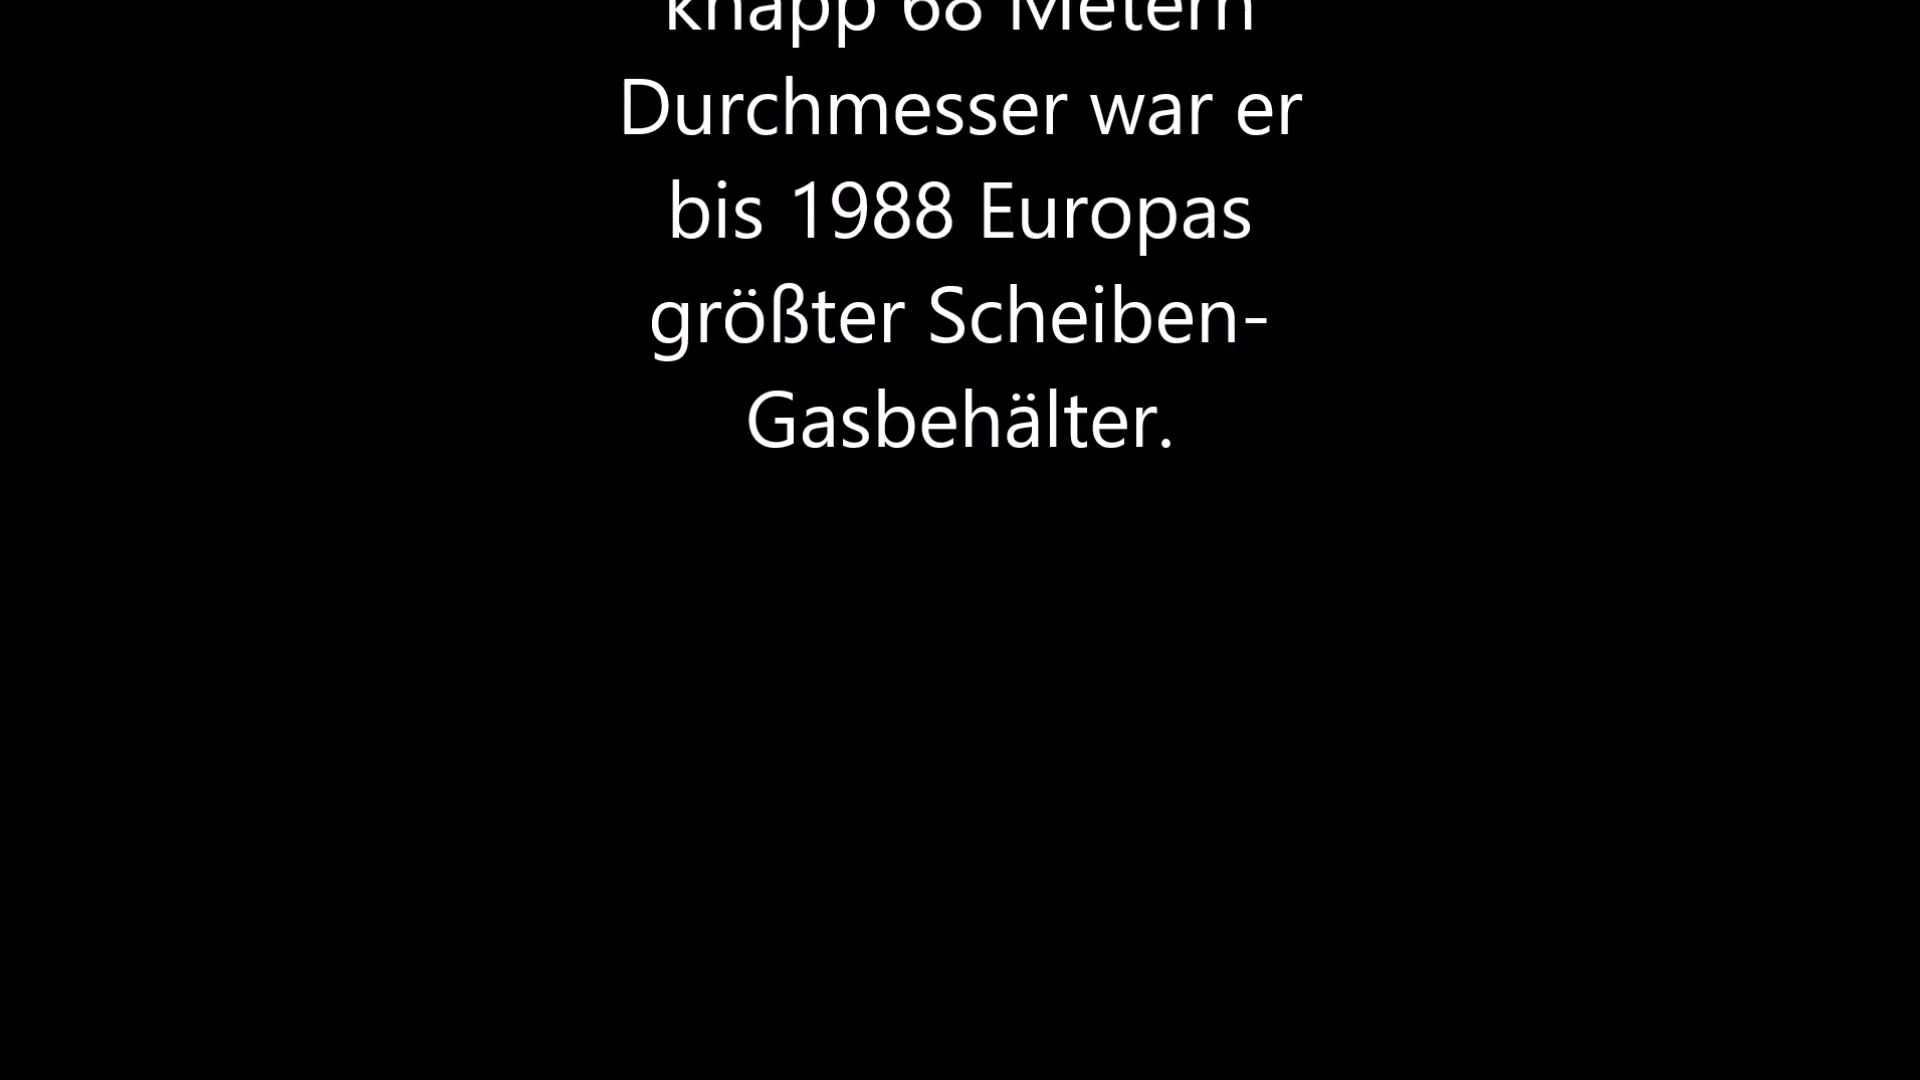 knapp 68 Metern
Durchmesser war er
bis 1988 Europas
größter Scheiben-
Gasbehälter.